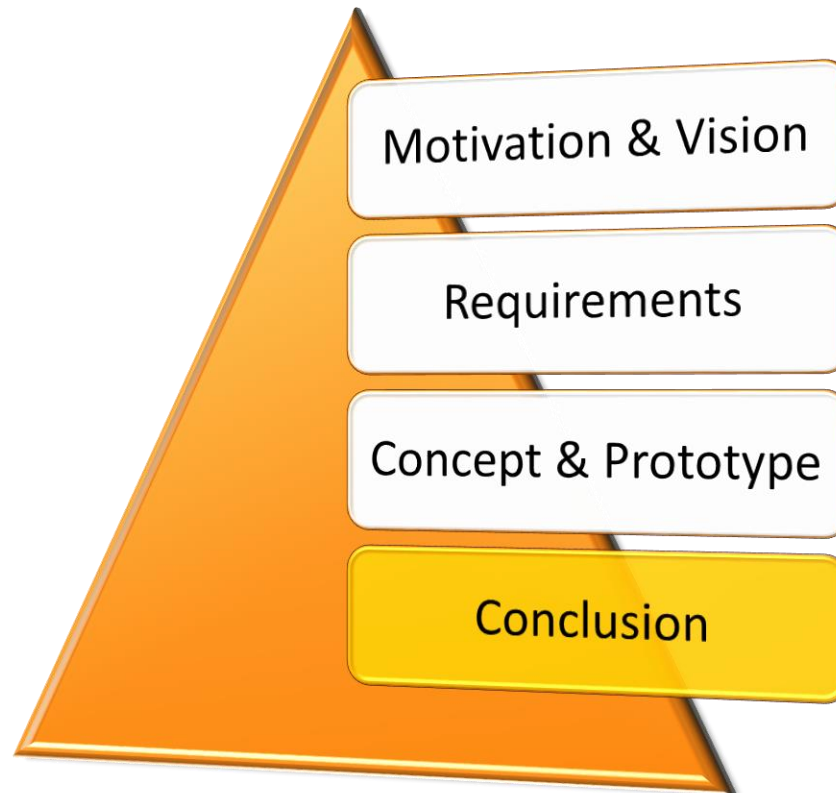 Motivation & Vision
Requirements
Concept & Prototype
Conclusion